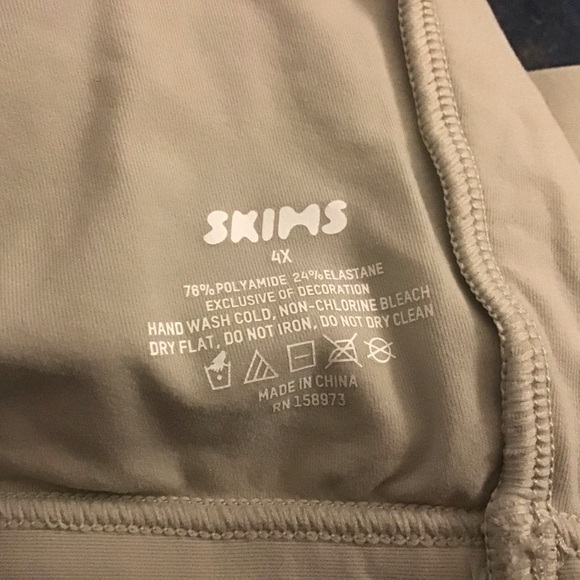 SKIMS
4X
76% POLYAMIDE 24% ELASTANE
EXCLUSIVE OF DECORATION
HAND WASH COLD, NON-CHLORINE BLEACH
DRY FLAT, DO NOT IRON, DO NOT DRY CLEAN
MADE IN CHINA
RN 158973